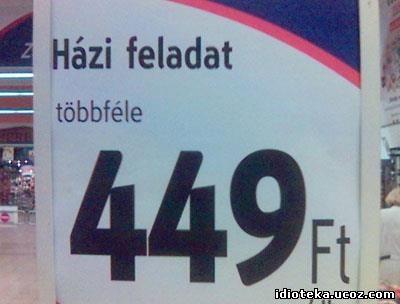 Házi feladat
többféle
449 Ft
idioteka.ucoz.com